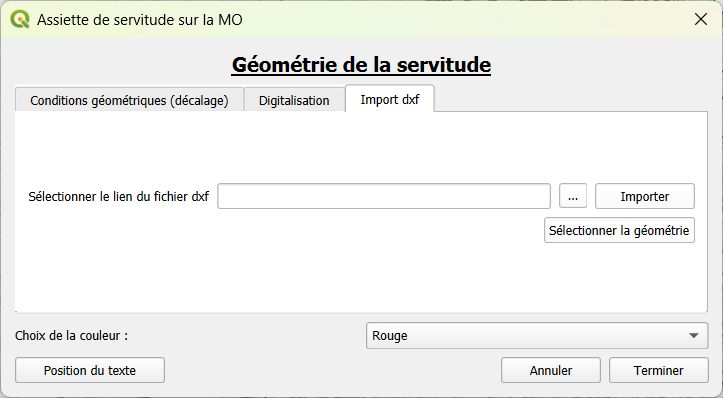 Assiette de servitude sur la MO
Géométrie de la servitude
Conditions géométriques (décalage) Digitalisation Import dxf
Sélectionner le lien du fichier dxf ... Importer
Sélectionner la géométrie
Choix de la couleur : Rouge
Position du texte Annuler Terminer